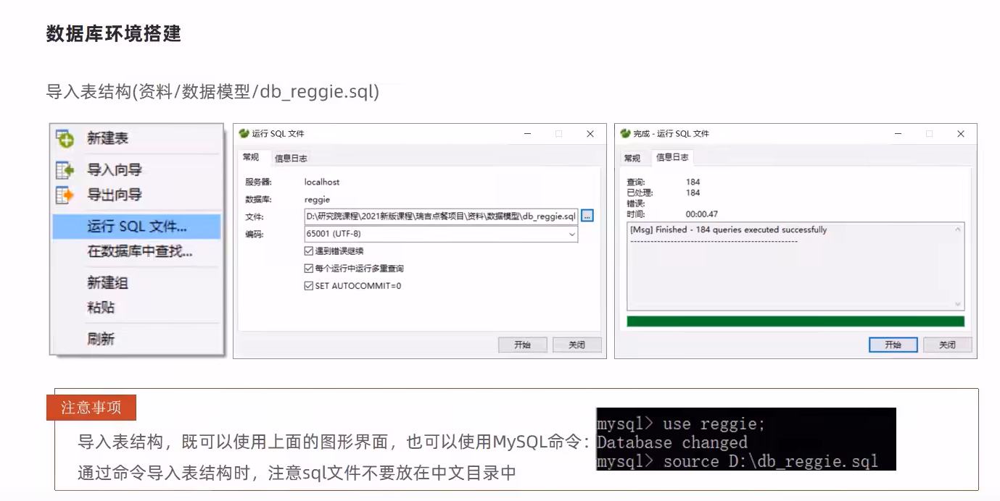 数据库环境搭建
导入表结构(资料/数据模型/db_reggie.sql)
新建表
导入向导
导出向导
运行 SQL 文件...
在数据库中查找...
新建组
粘贴
刷新
运行 SQL 文件
常规 信息日志
服务器: localhost
数据库: reggie
文件: D:\研究院课程\2021新版课程\瑞吉点餐项目\资料\数据模型\db_reggie.sql ...
编码: 65001 (UTF-8)
遇到错误继续
每个运行中运行多重查询
SET AUTOCOMMIT=0
开始 关闭
完成 - 运行 SQL 文件
常规 信息日志
查询: 184
已处理: 184
错误:
时间: 00:00.47
[Msg] Finished - 184 queries executed successfully
--------------------------------------------------
开始 关闭
注意事项
导入表结构，既可以使用上面的图形界面，也可以使用MySQL命令：
通过命令导入表结构时，注意sql文件不要放在中文目录中
mysql> use reggie;
Database changed
mysql> source D:\db_reggie.sql